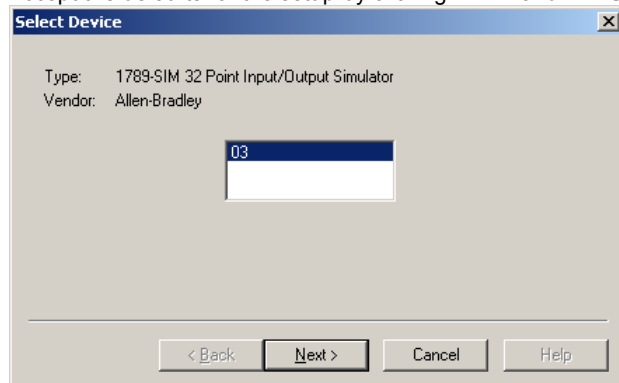 Select Device
Type: 1789-SIM 32 Point Input/Output Simulator
Vendor: Allen-Bradley
03
< Back Next > Cancel Help